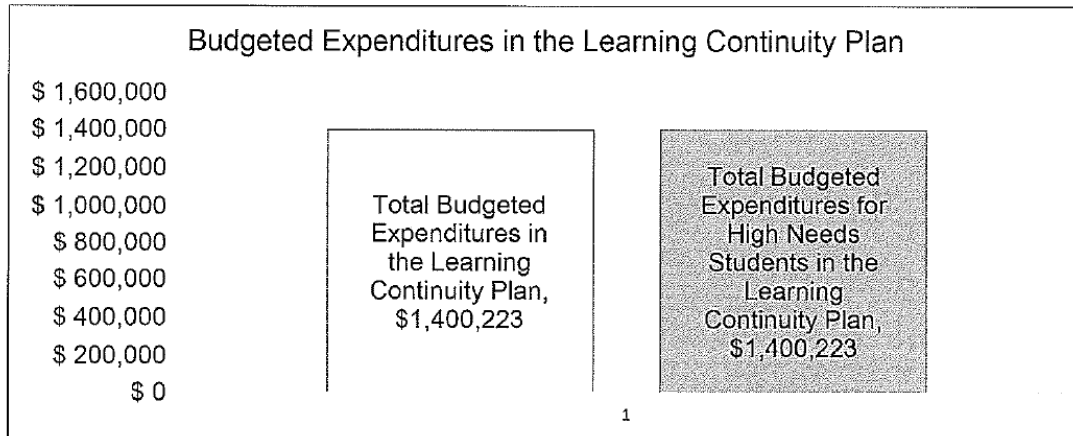 Budgeted Expenditures in the Learning Continuity Plan
$ 1,600,000
$ 1,400,000
$ 1,200,000
$ 1,000,000
$ 800,000
$ 600,000
$ 400,000
$ 200,000
$ 0
Total Budgeted
Expenditures in
the Learning
Continuity Plan,
$1,400,223
Total Budgeted
Expenditures for
High Needs
Students in the
Learning
Continuity Plan,
$1,400,223
1